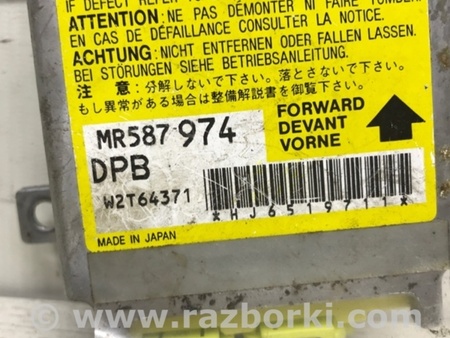 IF DEFECT REFER TO
ATTENTION:NE PAS DÉMONTER NI FAIRE TOMBER.
EN CAS DE DÉFAILLANCE CONSULTER LA NOTICE.
ACHTUNG:NICHT ENTFERNEN ODER FALLEN LASSEN.
BEI STÖRUNGEN SIEHE BETRIEBSANLEITUNG.
注 意:分解しないで下さい。落とさないで下さい。
もし異常がある場合は整備解説書を御覧下さい。
MR587 974
DPB
W2T64371
FORWARD
DEVANT
VORNE
*HJ6519711*
MADE IN JAPAN
www.razborki.com